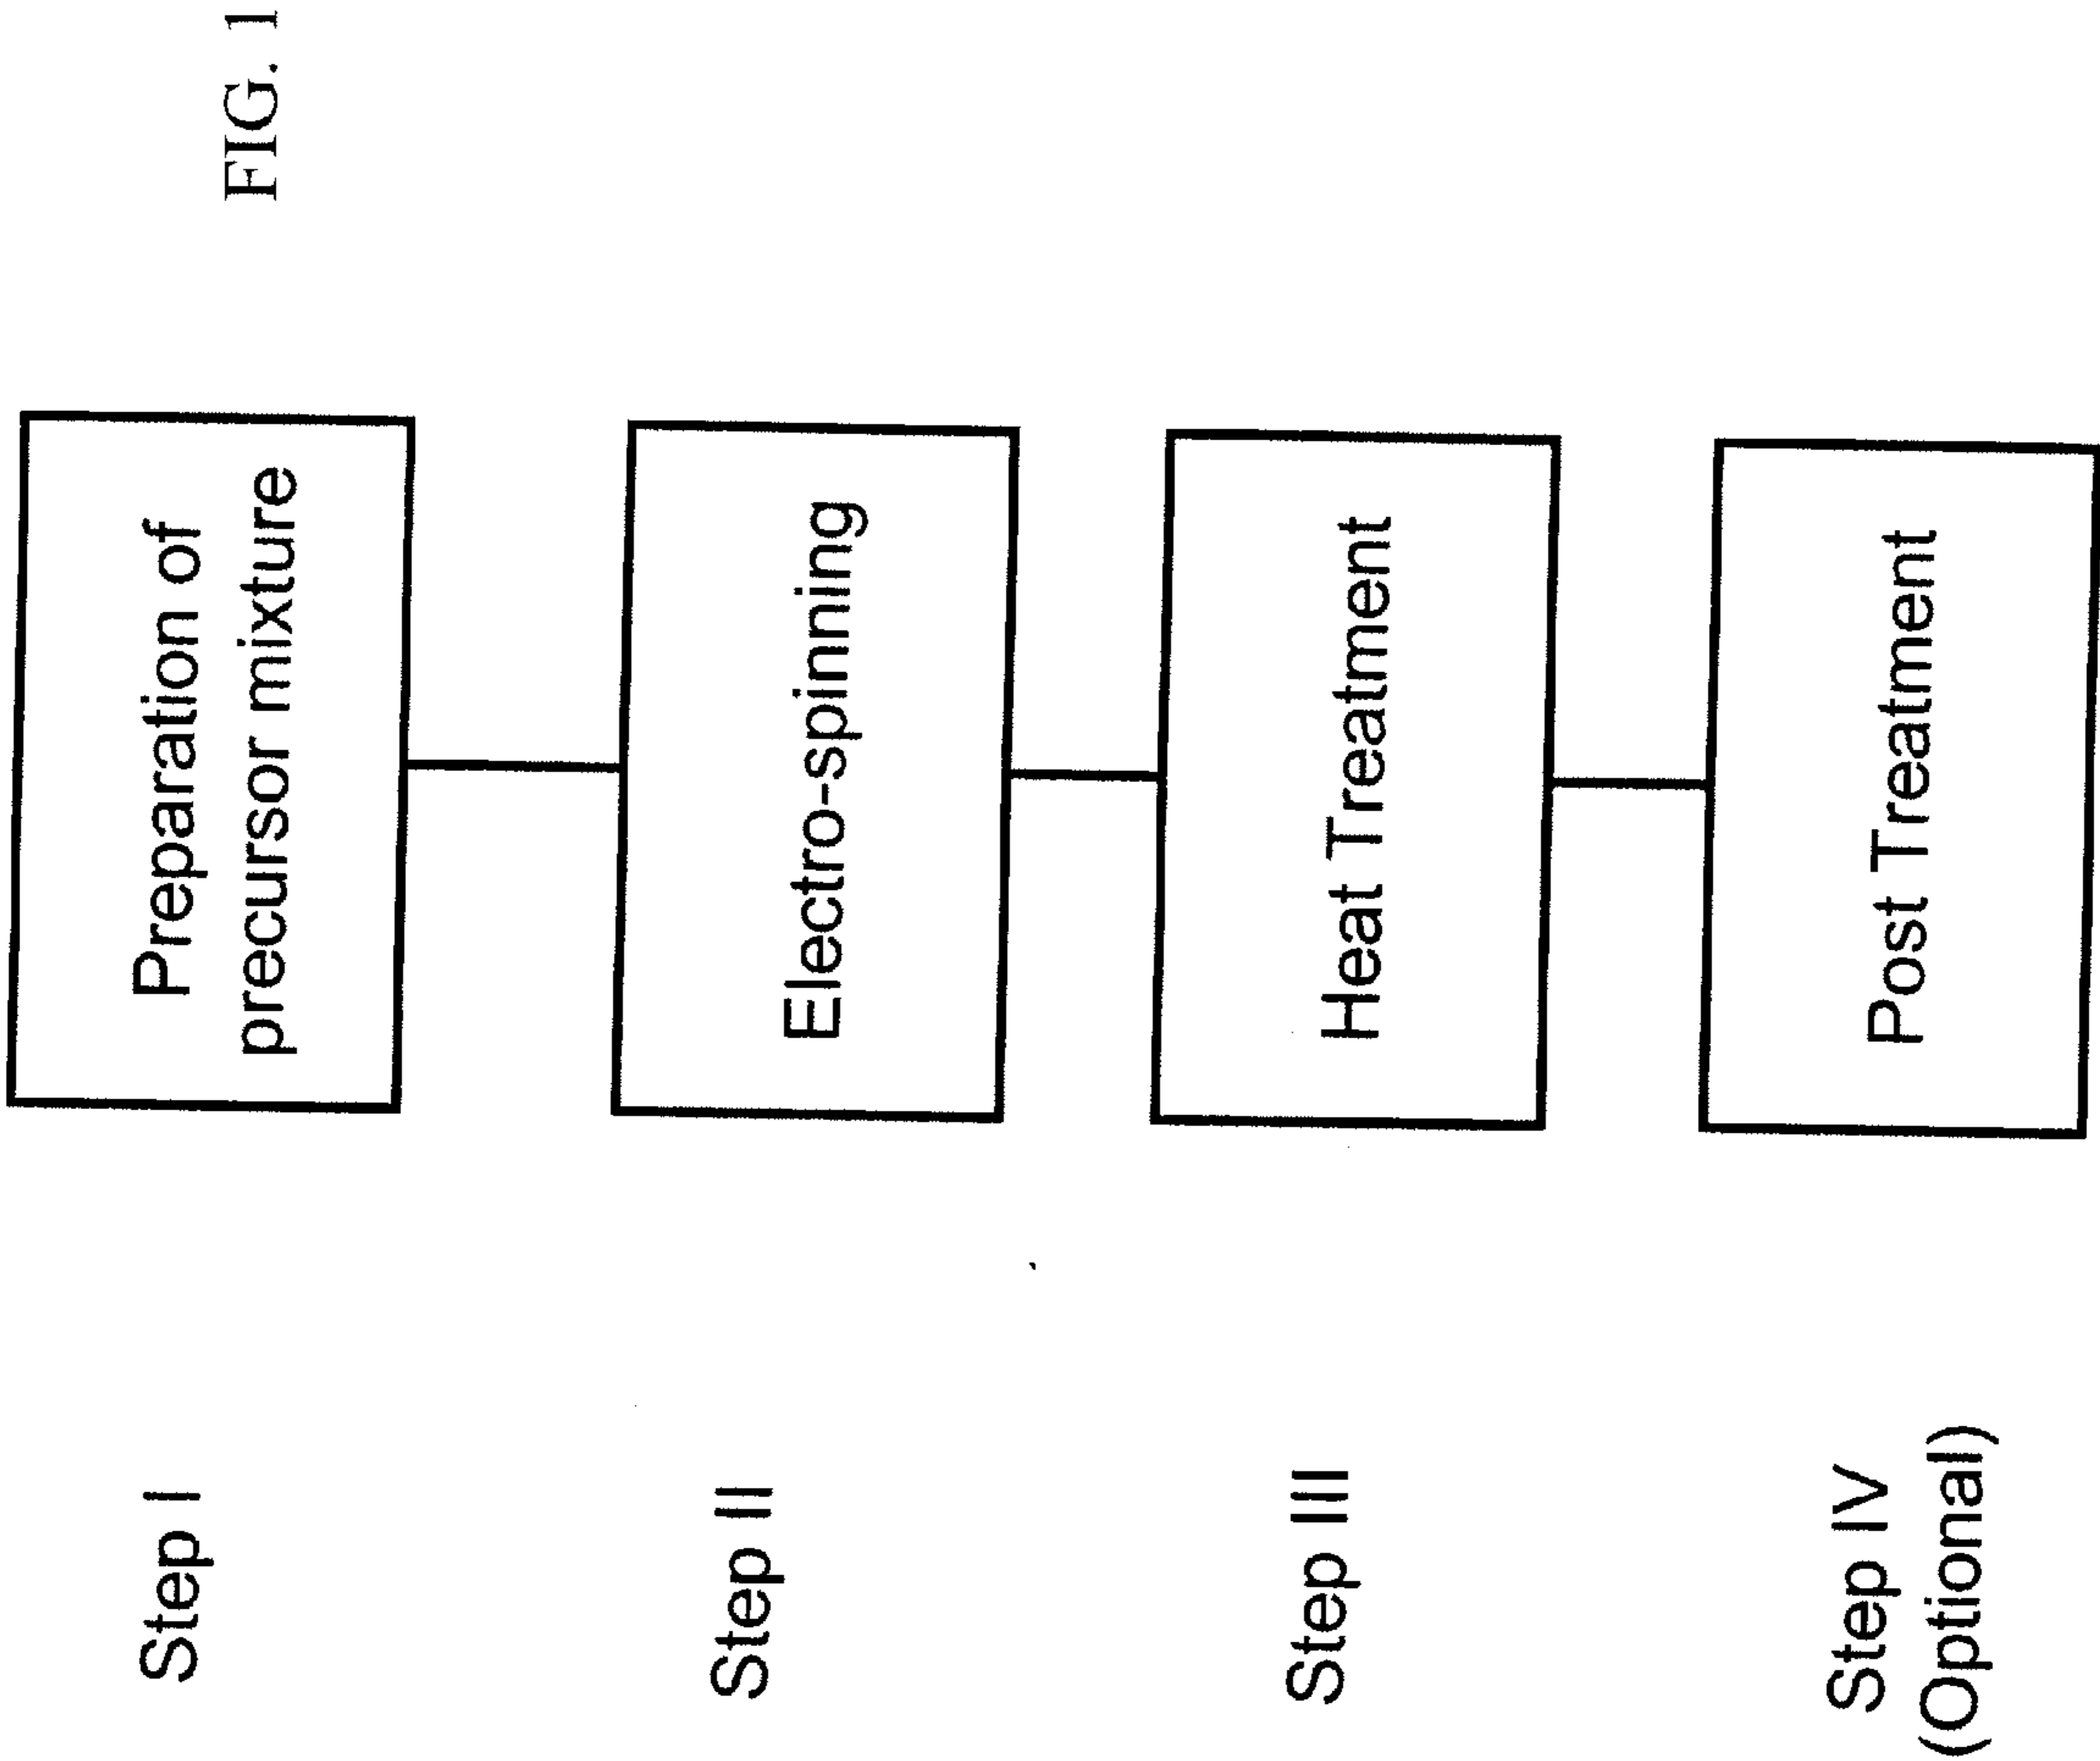 FIG. 1
Step I
Preparation of
precursor mixture
Step II
Electro-spinning
Step III
Heat Treatment
Step IV
(Optional)
Post Treatment